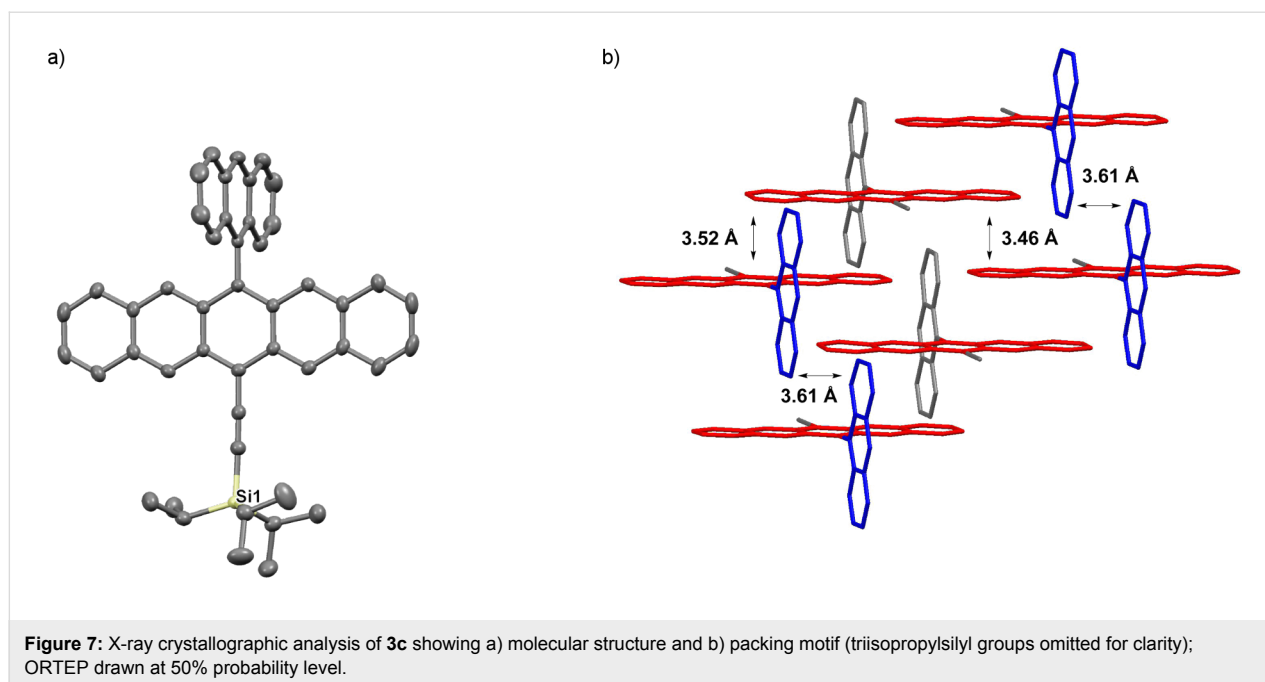 a)
b)
3.61 Å
3.52 Å
3.46 Å
3.61 Å
Si1
Figure 7: X-ray crystallographic analysis of 3c showing a) molecular structure and b) packing motif (triisopropylsilyl groups omitted for clarity);
ORTEP drawn at 50% probability level.